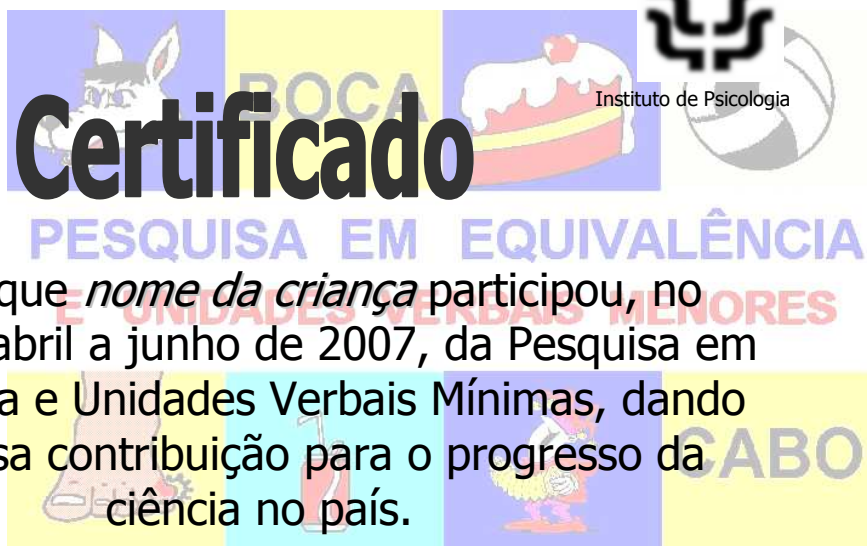 BOCA
Instituto de Psicologia
Certificado
PESQUISA EM EQUIVALÊNCIA
E UNIDADES VERBAIS MENORES
que nome da criança participou, no
abril a junho de 2007, da Pesquisa em
a e Unidades Verbais Mínimas, dando
sa contribuição para o progresso da
CABO
ciência no país.